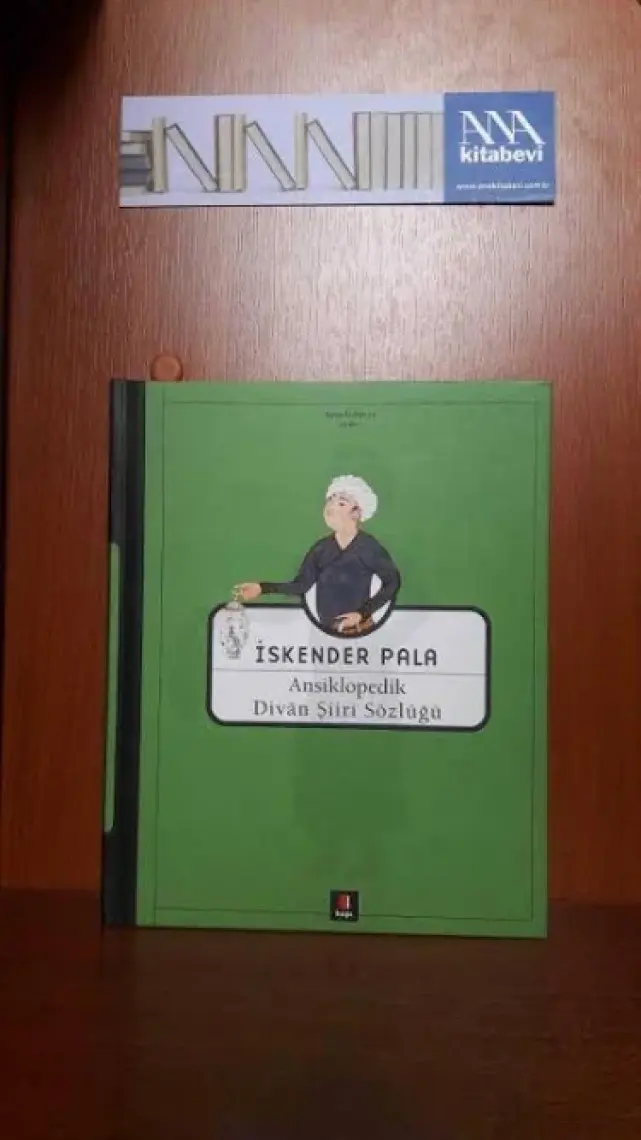 ANA
kitabevi
İSKENDER PALA
Ansiklopedik
Divân Şiiri Sözlüğü